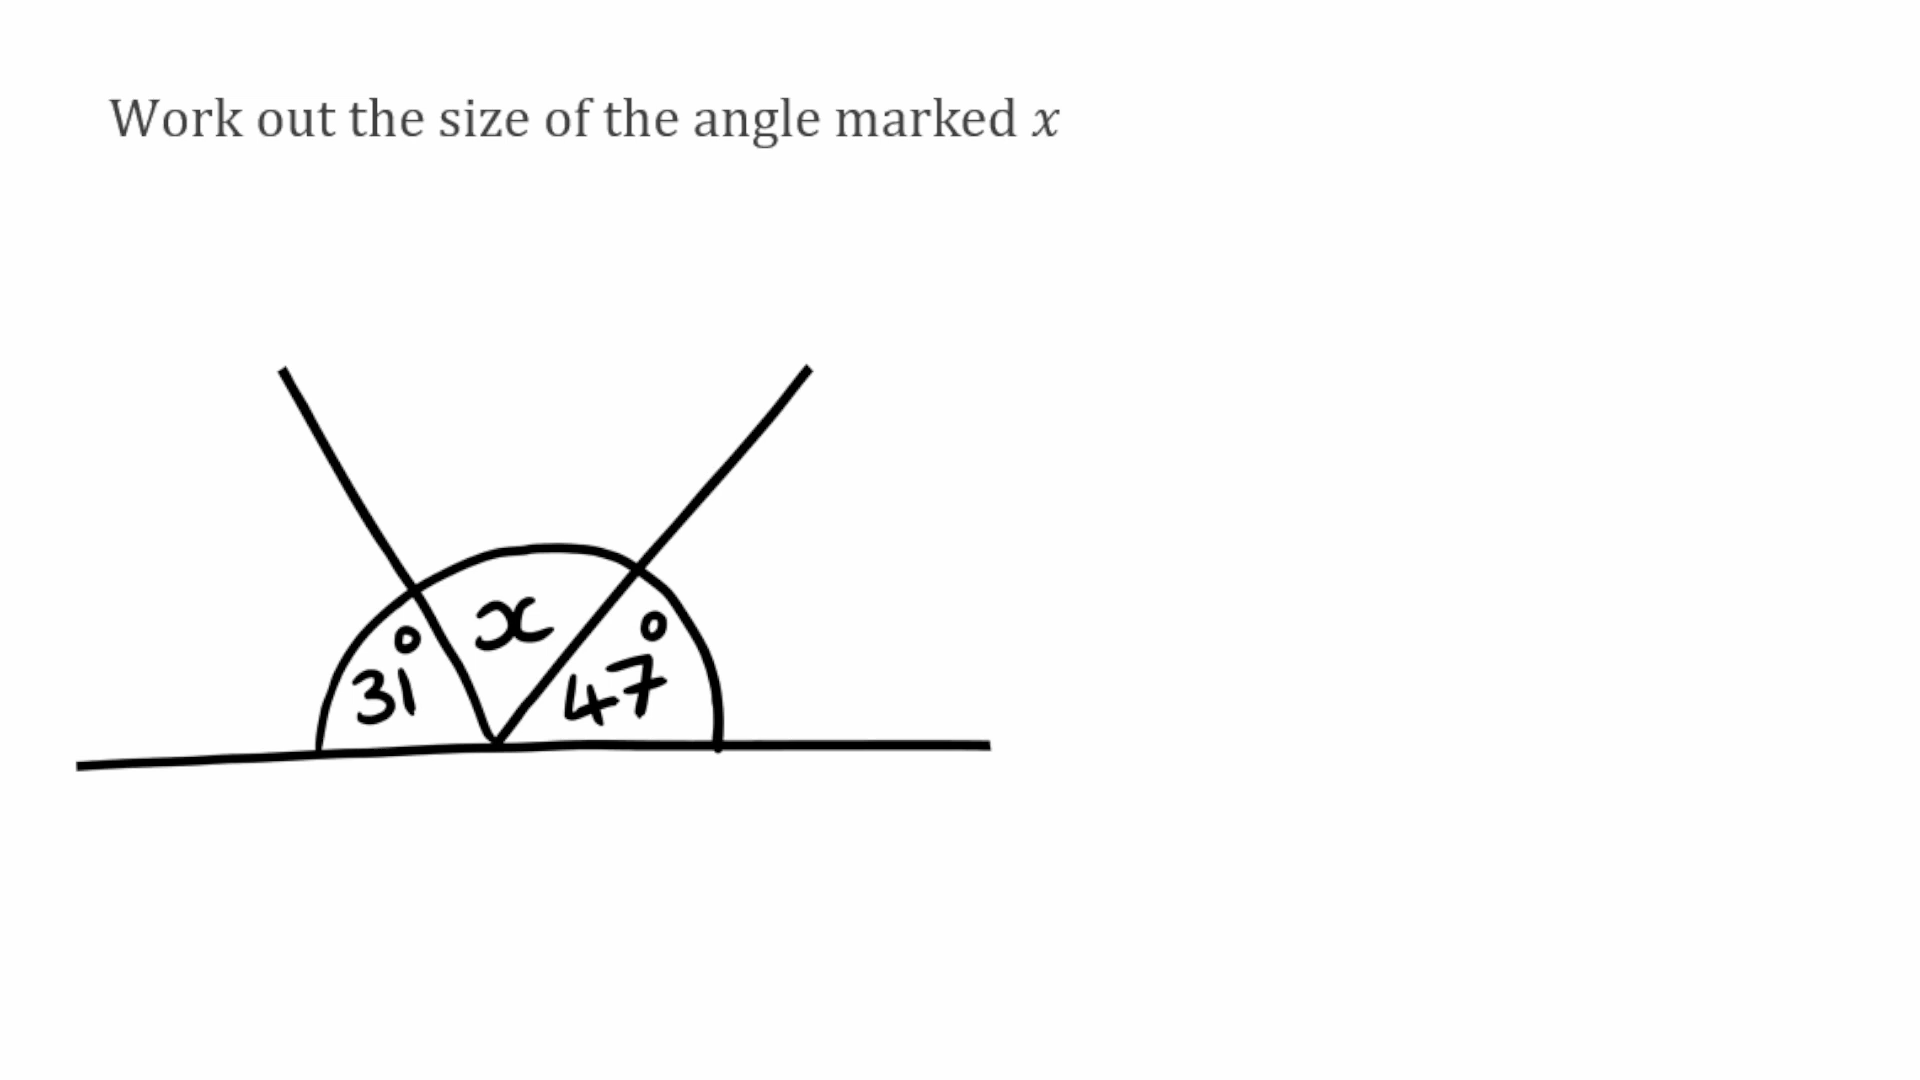 Work out the size of the angle marked x
x
31°
47°